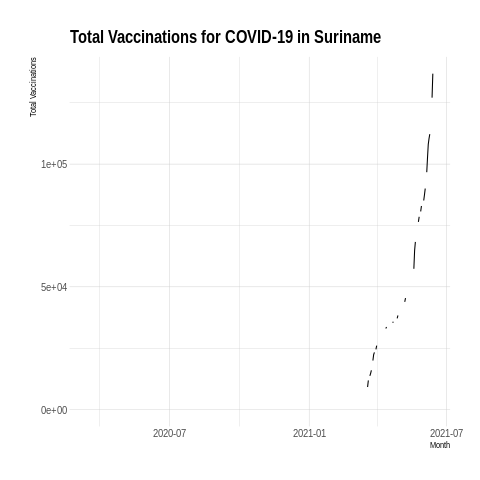 Total Vaccinations for COVID-19 in Suriname
Total Vaccinations
1e+05
5e+04
0e+00
2020-07
2021-01
2021-07
Month